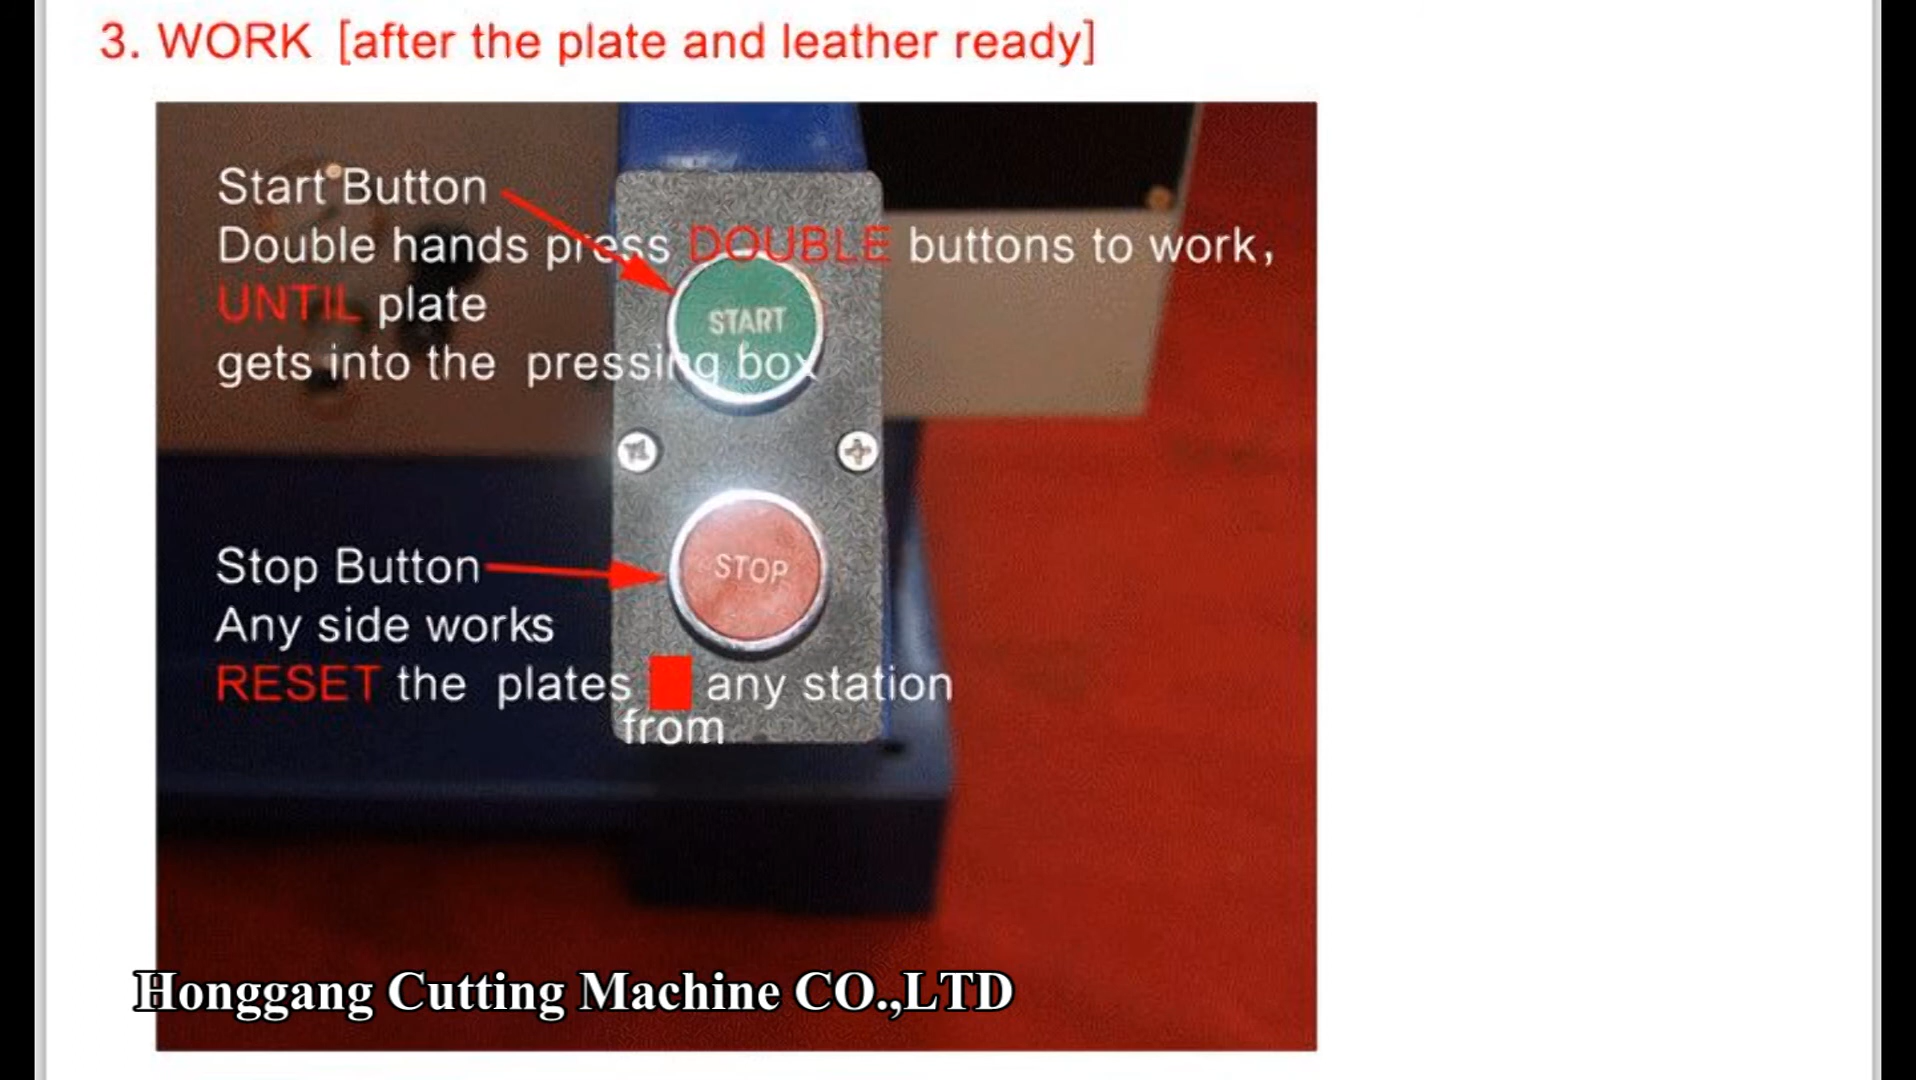 3. WORK [after the plate and leather ready]
Start Button
Double hands press DOUBLE buttons to work,
UNTIL plate
gets into the pressing box
START
Stop Button
STOP
Any side works
RESET the plates any station
from
Honggang Cutting Machine CO.,LTD